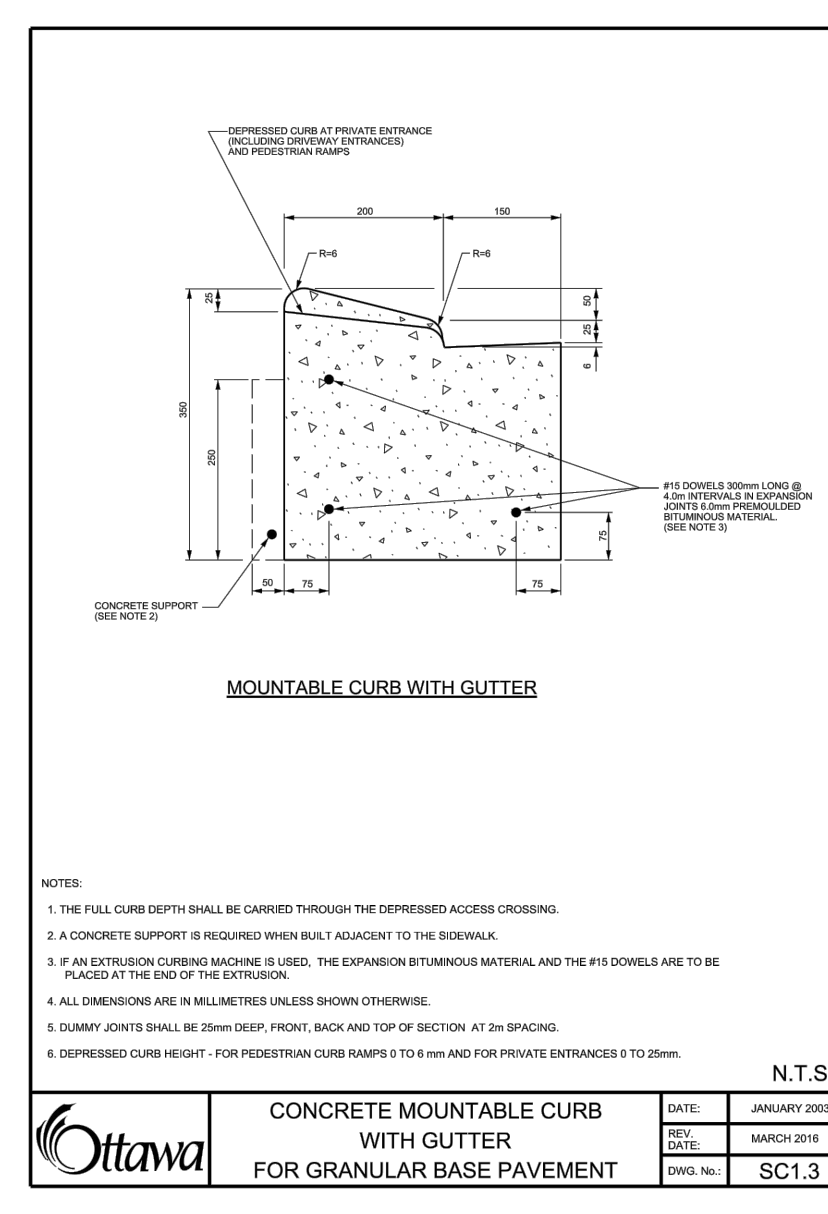 DEPRESSED CURB AT PRIVATE ENTRANCE
(INCLUDING DRIVEWAY ENTRANCES)
AND PEDESTRIAN RAMPS
200
150
R=6
R=6
25
50
25
6
350
250
#15 DOWELS 300mm LONG @
4.0m INTERVALS IN EXPANSION
JOINTS 6.0mm PREMOULDED
BITUMINOUS MATERIAL.
(SEE NOTE 3)
75
50
75
75
CONCRETE SUPPORT
(SEE NOTE 2)
MOUNTABLE CURB WITH GUTTER
NOTES:
1. THE FULL CURB DEPTH SHALL BE CARRIED THROUGH THE DEPRESSED ACCESS CROSSING.
2. A CONCRETE SUPPORT IS REQUIRED WHEN BUILT ADJACENT TO THE SIDEWALK.
3. IF AN EXTRUSION CURBING MACHINE IS USED, THE EXPANSION BITUMINOUS MATERIAL AND THE #15 DOWELS ARE TO BE
PLACED AT THE END OF THE EXTRUSION.
4. ALL DIMENSIONS ARE IN MILLIMETRES UNLESS SHOWN OTHERWISE.
5. DUMMY JOINTS SHALL BE 25mm DEEP, FRONT, BACK AND TOP OF SECTION AT 2m SPACING.
6. DEPRESSED CURB HEIGHT - FOR PEDESTRIAN CURB RAMPS 0 TO 6 mm AND FOR PRIVATE ENTRANCES 0 TO 25mm.
N.T.S
Ottawa
CONCRETE MOUNTABLE CURB
WITH GUTTER
FOR GRANULAR BASE PAVEMENT
DATE:
JANUARY 2003
REV.
DATE:
MARCH 2016
DWG. No.:
SC1.3